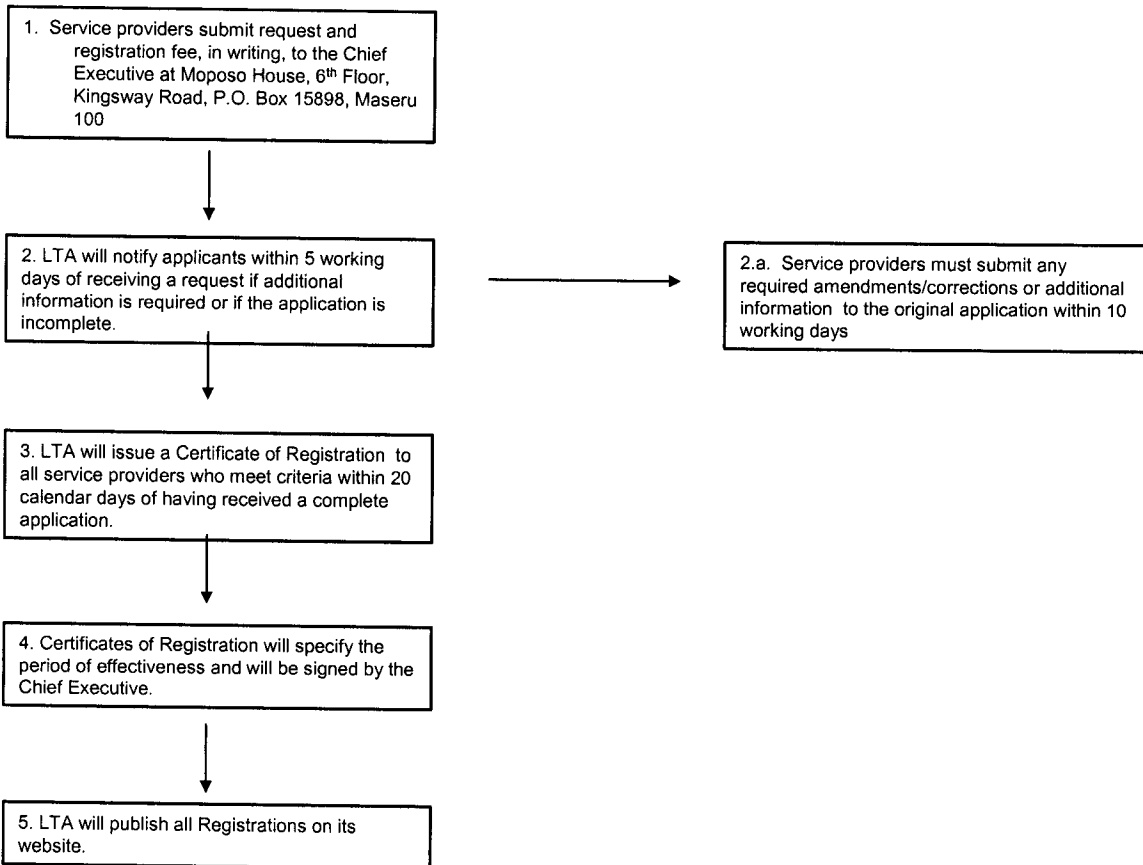 1. Service providers submit request and
registration fee, in writing, to the Chief
Executive at Moposo House, 6th Floor,
Kingsway Road, P.O. Box 15898, Maseru
100
2. LTA will notify applicants within 5 working
days of receiving a request if additional
information is required or if the application is
incomplete.
2.a. Service providers must submit any
required amendments/corrections or additional
information to the original application within 10
working days
3. LTA will issue a Certificate of Registration to
all service providers who meet criteria within 20
calendar days of having received a complete
application.
4. Certificates of Registration will specify the
period of effectiveness and will be signed by the
Chief Executive.
5. LTA will publish all Registrations on its
website.